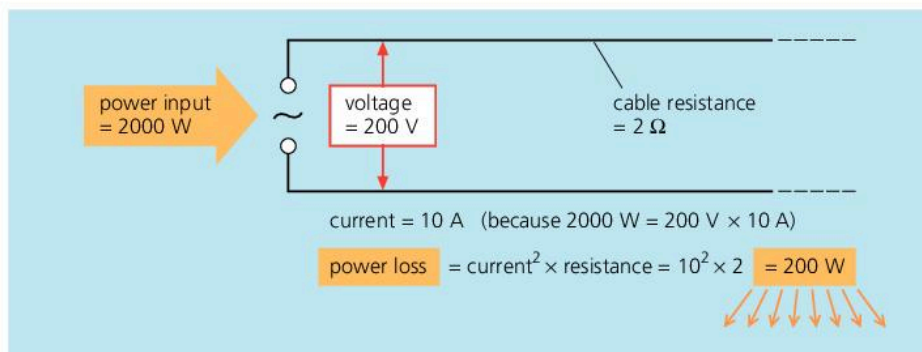 power input
= 2000 W
~
voltage
= 200 V
cable resistance
= 2 Ω
current = 10 A (because 2000 W = 200 V × 10 A)
power loss = current² × resistance = 10² × 2 = 200 W